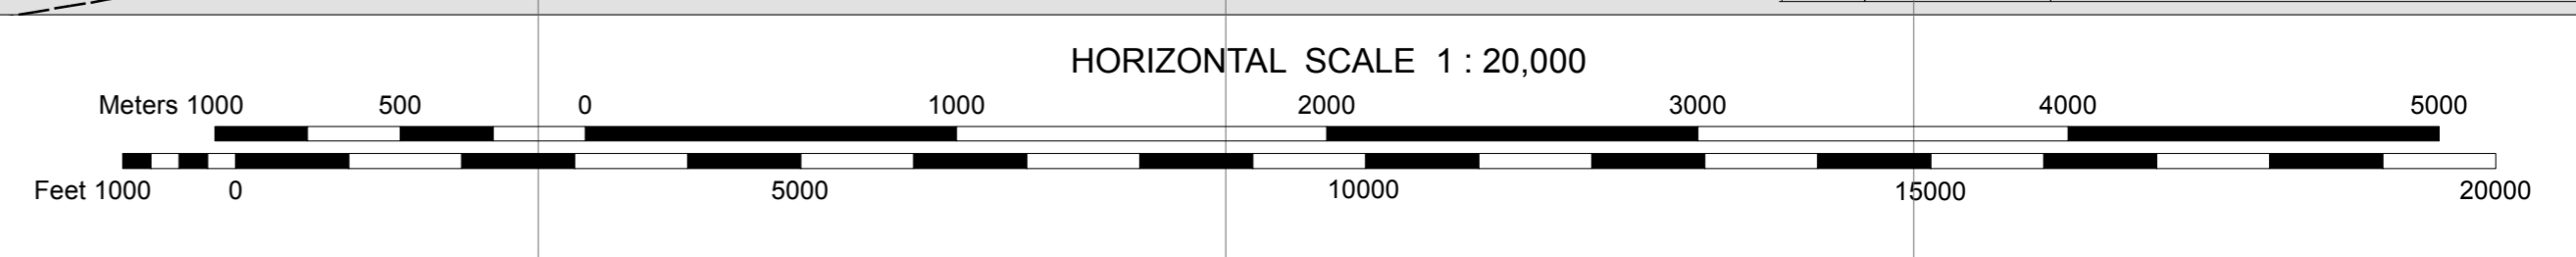 HORIZONTAL SCALE 1 : 20,000
Meters 1000 500 0 1000 2000 3000 4000 5000
Feet 1000 0 5000 10000 15000 20000